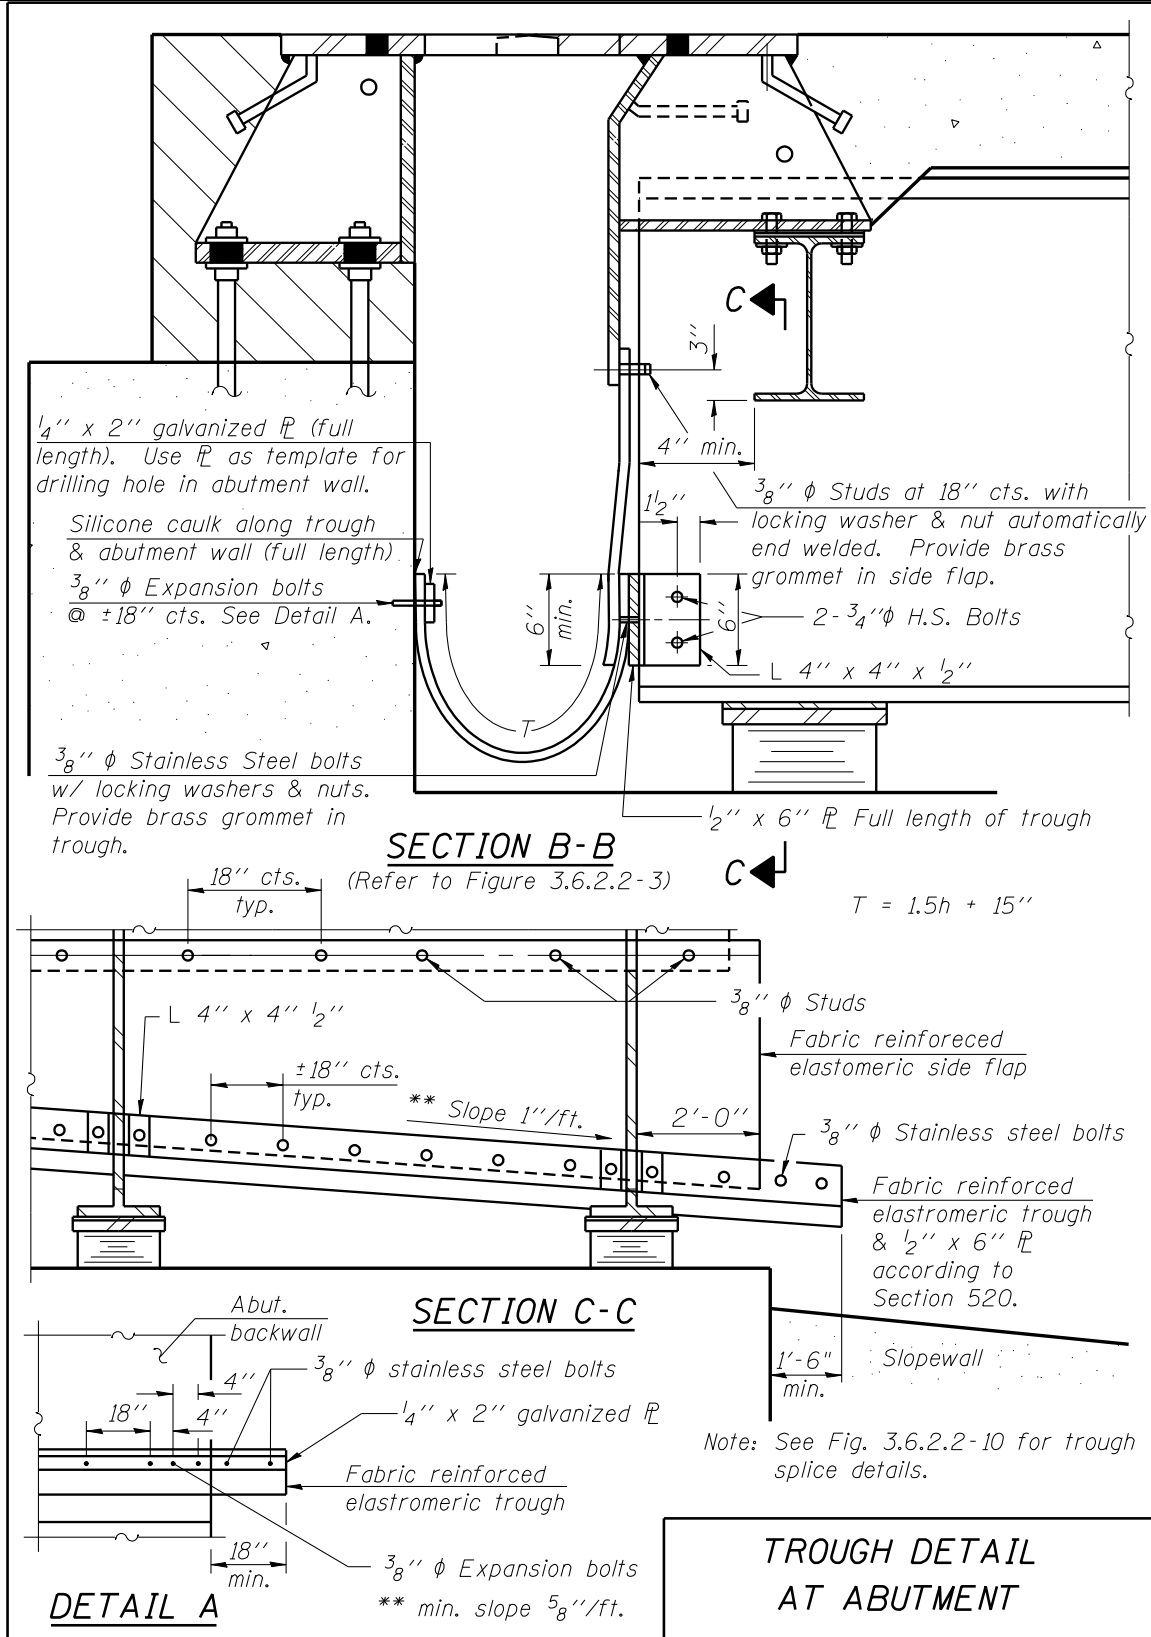 C
3''
4'' min.
1/4'' x 2'' galvanized ℄ (full
length). Use ℄ as template for
drilling hole in abutment wall.
Silicone caulk along trough
& abutment wall (full length)
3/8'' ϕ Expansion bolts
@ ±18'' cts. See Detail A.
1 1/2''
3/8'' ϕ Studs at 18'' cts. with
locking washer & nut automatically
end welded. Provide brass
grommet in side flap.
6''
min.
6''
2-3/4''ϕ H.S. Bolts
L 4'' x 4'' x 1/2''
T
3/8'' ϕ Stainless Steel bolts
w/ locking washers & nuts.
Provide brass grommet in
trough.
1/2'' x 6'' ℄ Full length of trough
SECTION B-B
(Refer to Figure 3.6.2.2-3)
C
T = 1.5h + 15''
18'' cts.
typ.
3/8'' ϕ Studs
L 4'' x 4'' 1/2''
Fabric reinforeced
elastomeric side flap
±18'' cts.
typ.
** Slope 1''/ft.
2'-0''
3/8'' ϕ Stainless steel bolts
Fabric reinforced
elastromeric trough
& 1/2'' x 6'' ℄
according to
Section 520.
SECTION C-C
1'-6"
min.
Slopewall
Abut.
backwall
3/8'' ϕ stainless steel bolts
4''
18''
4''
1/4'' x 2'' galvanized ℄
Fabric reinforced
elastromeric trough
18''
min.
3/8'' ϕ Expansion bolts
** min. slope 5/8''/ft.
DETAIL A
Note: See Fig. 3.6.2.2-10 for trough
splice details.
TROUGH DETAIL
AT ABUTMENT